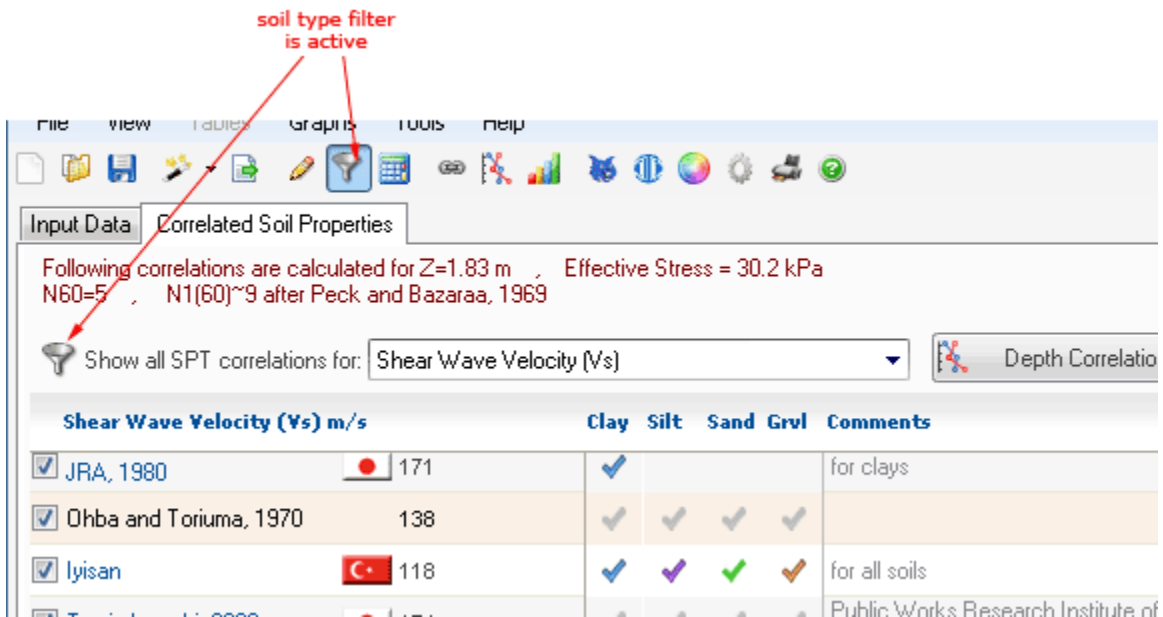 soil type filter
is active
File View Tables Graphs Tools Help
Input Data Correlated Soil Properties
Following correlations are calculated for Z=1.83 m , Effective Stress = 30.2 kPa
N60=5 , N1(60)~9 after Peck and Bazaraa, 1969
Show all SPT correlations for: Shear Wave Velocity (Vs) Depth Correlatio
Shear Wave Velocity (Vs) m/s Clay Silt Sand Grvl Comments
JRA, 1980 171 for clays
Ohba and Toriuma, 1970 138
Iyisan 118 for all soils
Public Works Research Institute of